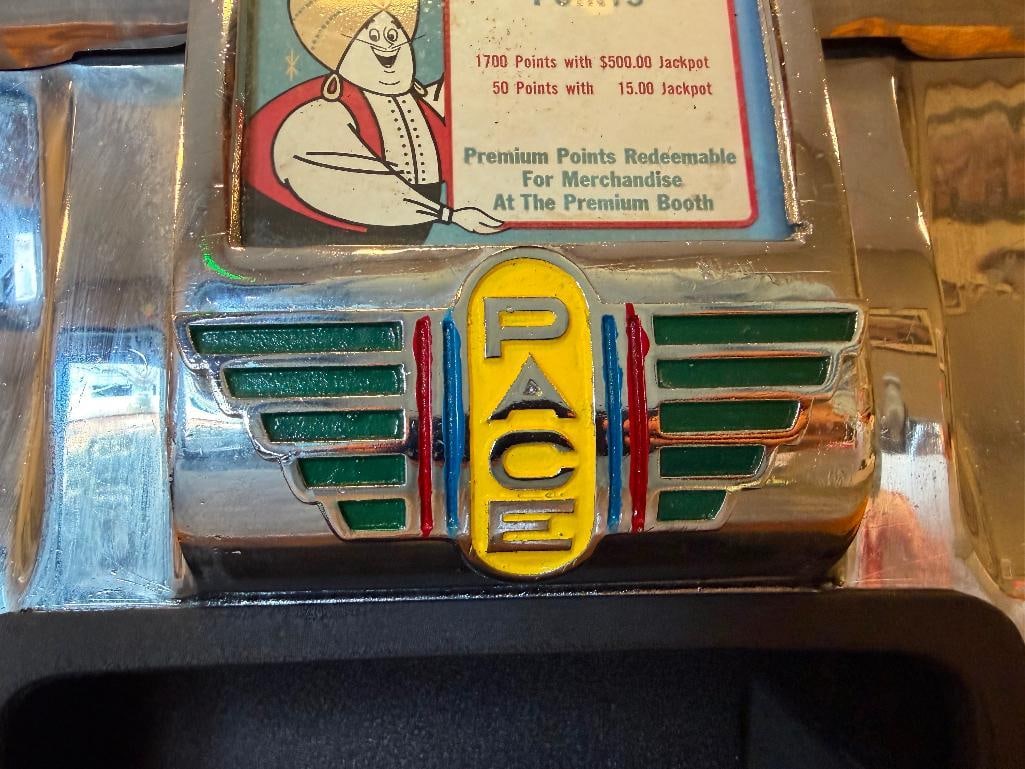 POINTS
1700 Points with $500.00 Jackpot
50 Points with 15.00 Jackpot
Premium Points Redeemable
For Merchandise
At The Premium Booth
PACE